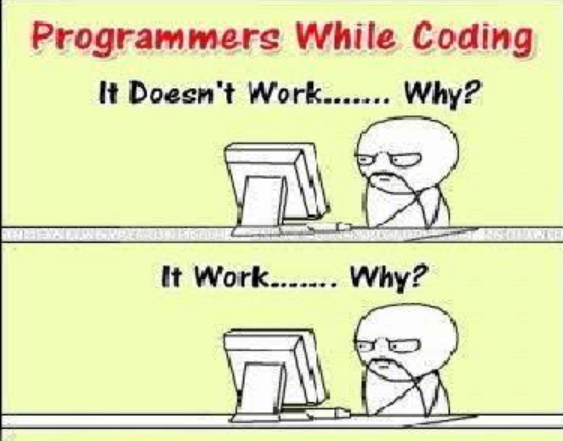 Programmers While Coding
It Doesn't Work....... Why?
It Work....... Why?